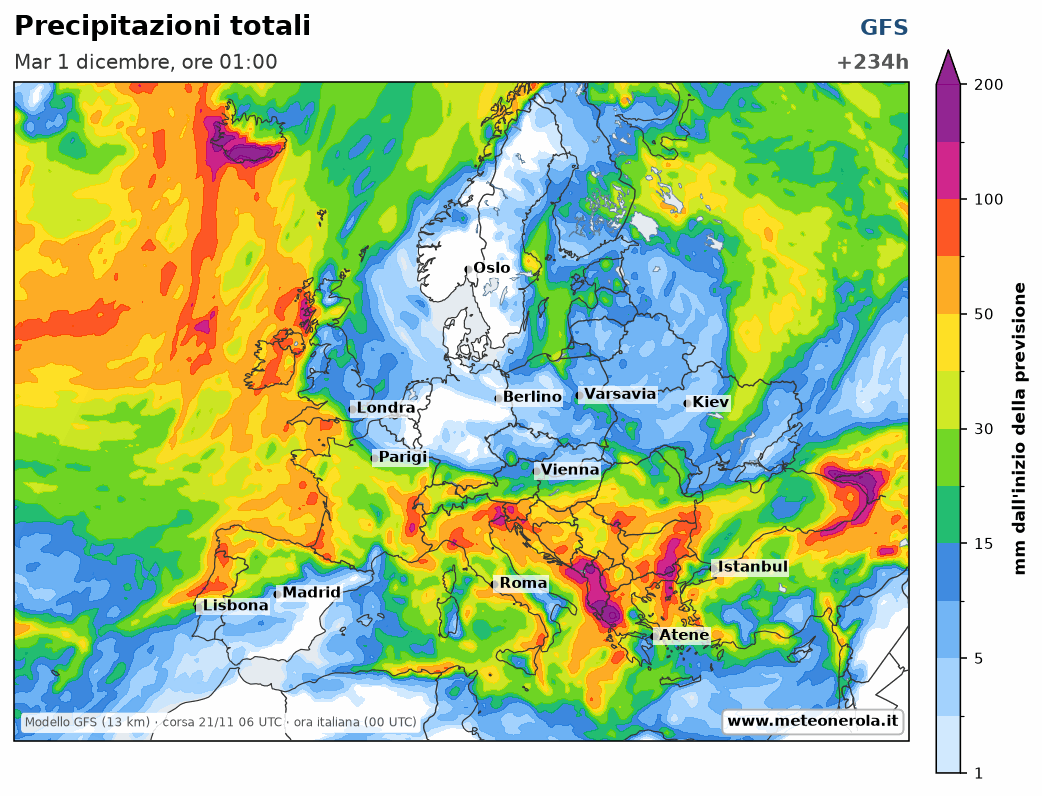 Precipitazioni totali
GFS
Mar 1 dicembre, ore 01:00
+234h
200
100
50
30
15
5
1
mm dall'inizio della previsione
Oslo
Berlino
Varsavia
Kiev
Londra
Parigi
Vienna
Istanbul
Roma
Madrid
Lisbona
Atene
Modello GFS (13 km) · corsa 21/11 06 UTC · ora italiana (00 UTC)
www.meteonerola.it